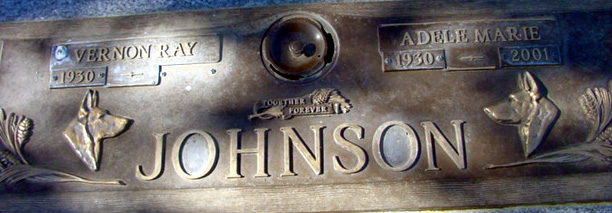 VERNON RAY
1930
ADELE MARIE
1930 2001
TOGETHER
FOREVER
JOHNSON